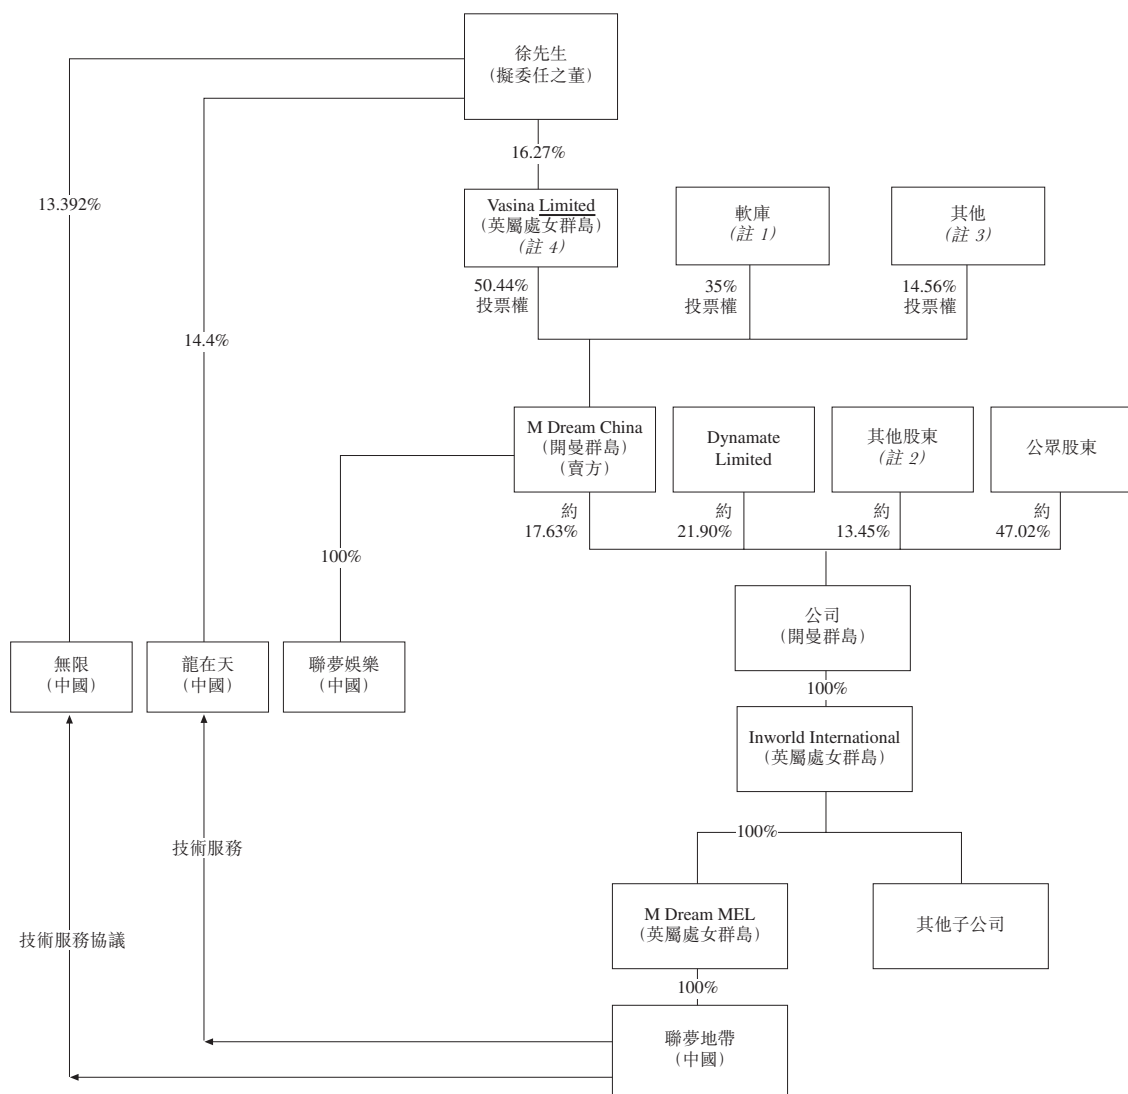 徐先生
（擬委任之董）
16.27%
13.392%
Vasina Limited
（英屬處女群島）
（註 4）
軟庫
（註 1）
其他
（註 3）
50.44%
投票權
35%
投票權
14.56%
投票權
14.4%
M Dream China
（開曼群島）
（賣方）
Dynamate
Limited
其他股東
（註 2）
公眾股東
約
17.63%
約
21.90%
約
13.45%
約
47.02%
100%
公司
（開曼群島）
無限
（中國）
龍在天
（中國）
聯夢娛樂
（中國）
100%
Inworld International
（英屬處女群島）
100%
技術服務
M Dream MEL
（英屬處女群島）
其他子公司
技術服務協議
100%
聯夢地帶
（中國）